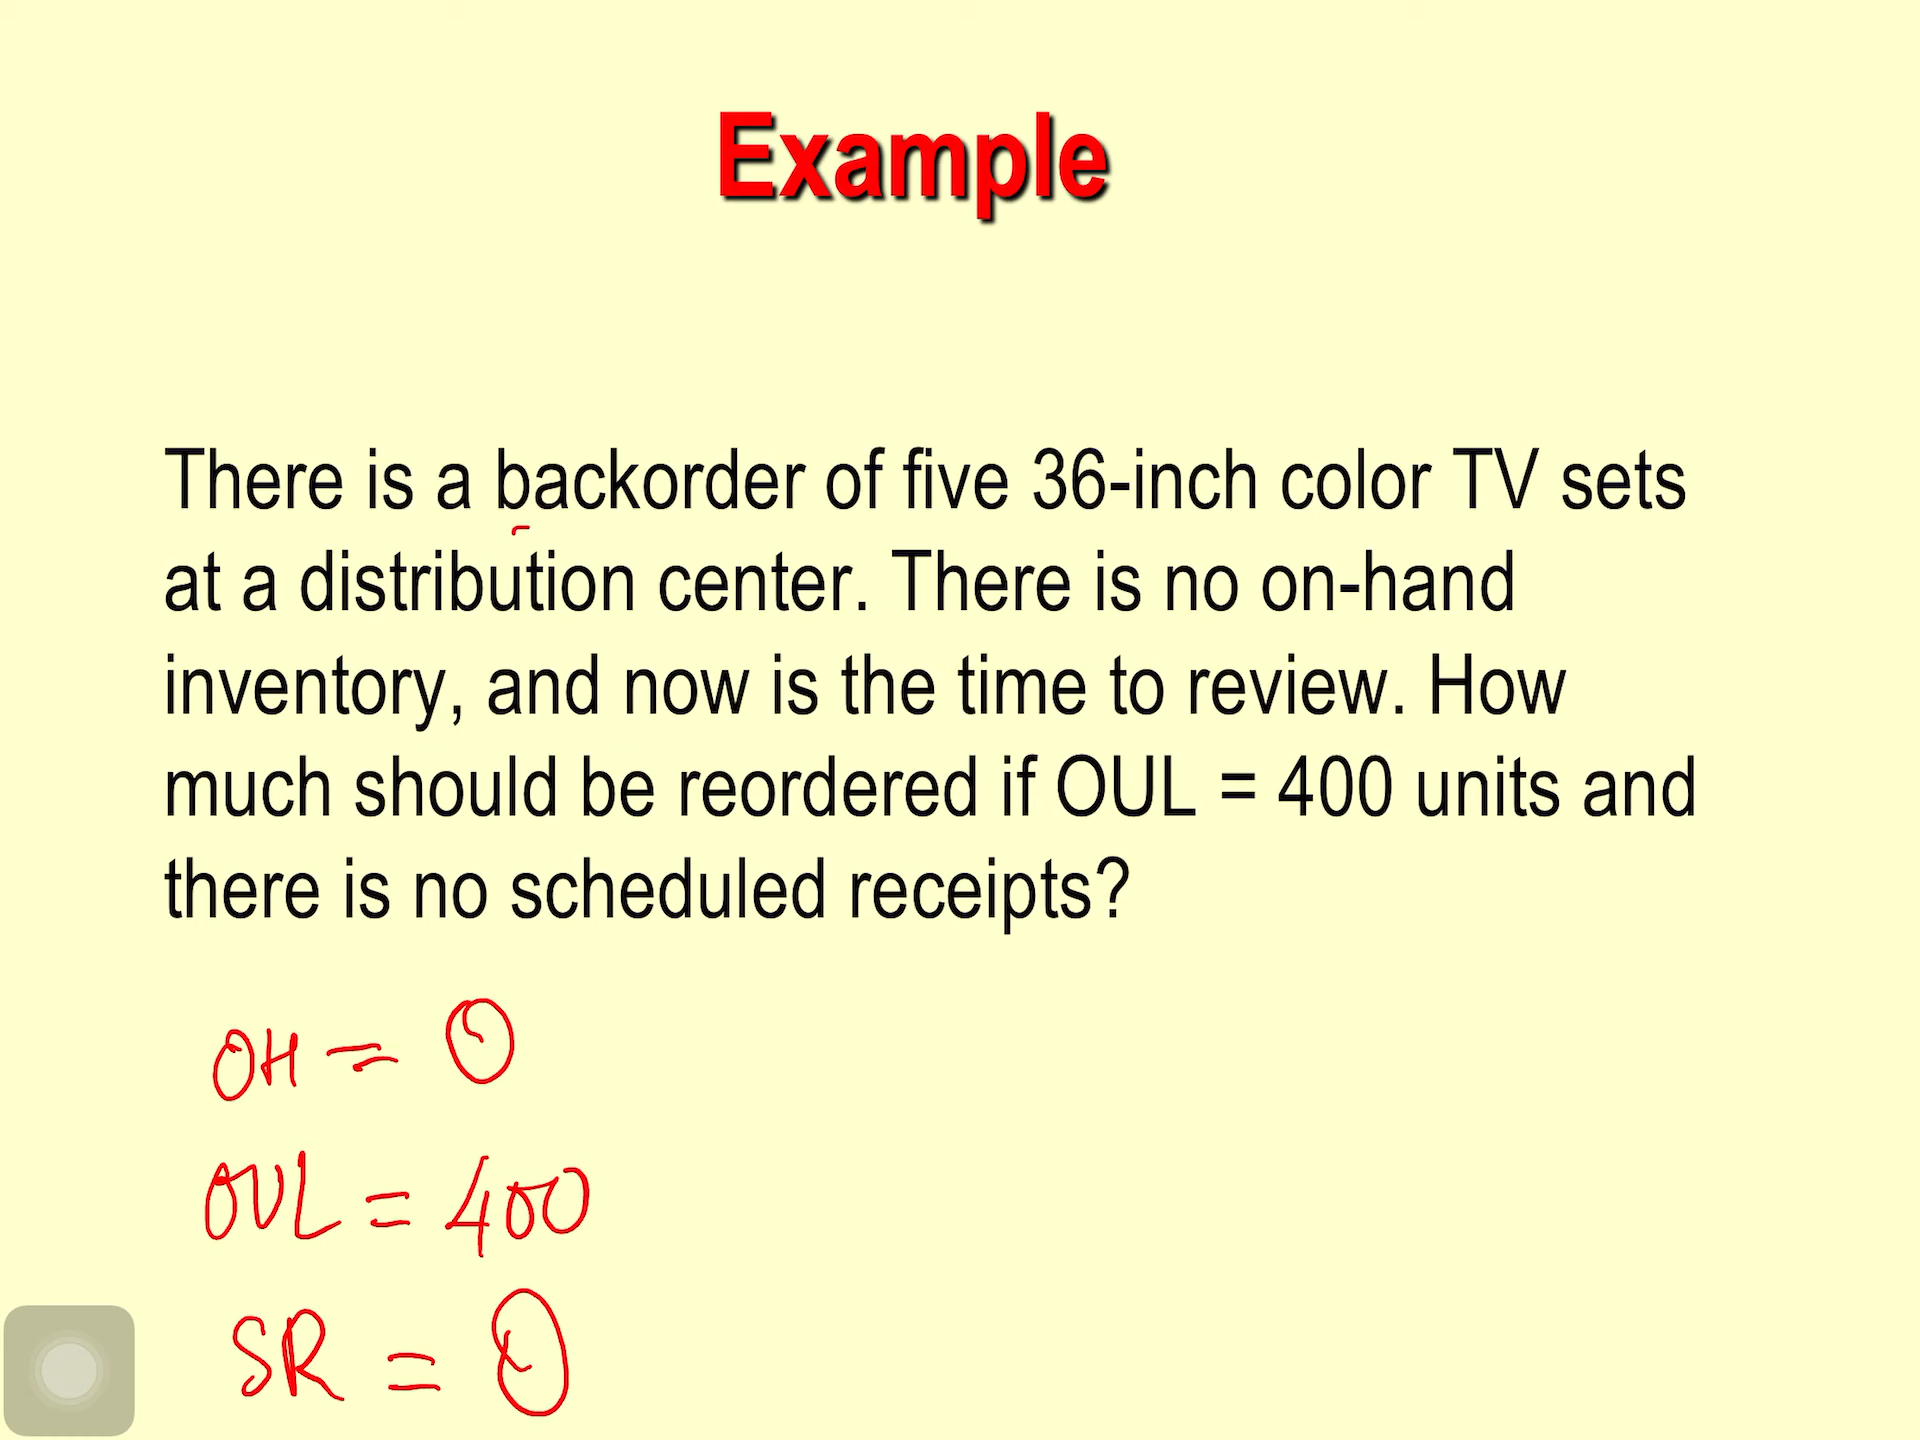 Example
There is a backorder of five 36-inch color TV sets
at a distribution center. There is no on-hand
inventory, and now is the time to review. How
much should be reordered if OUL = 400 units and
there is no scheduled receipts?
OH = 0
OUL = 400
SR = 0